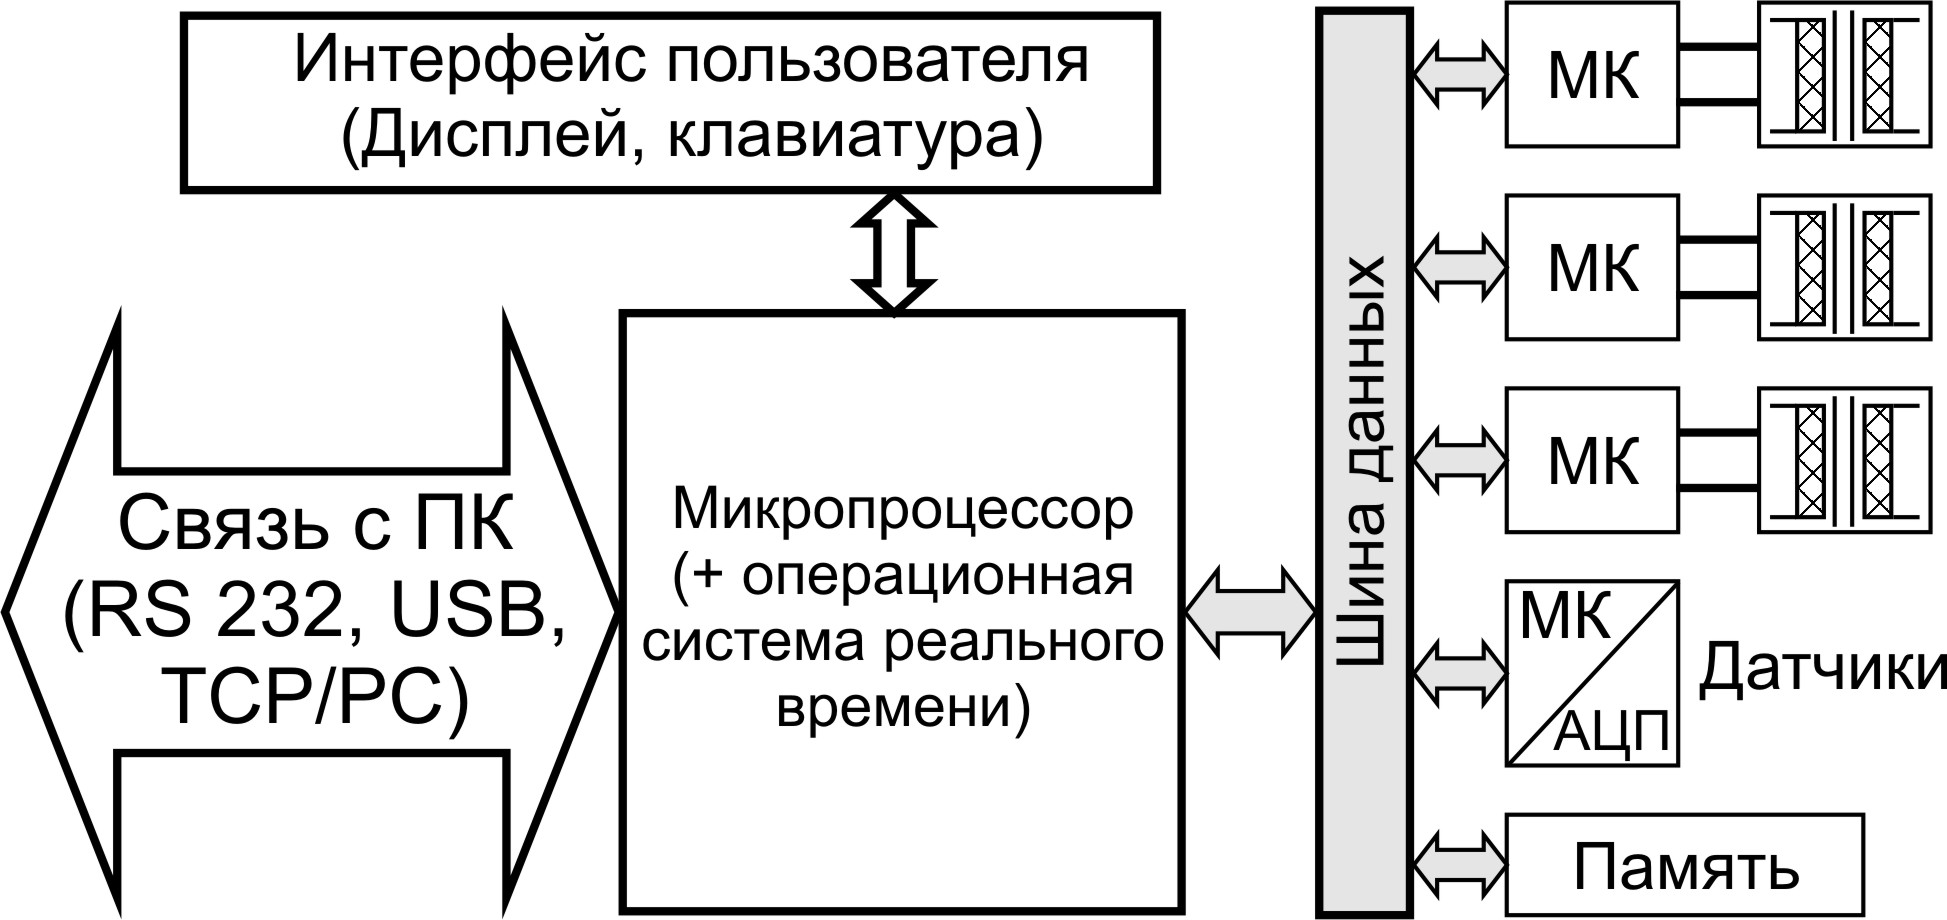 Интерфейс пользователя
(Дисплей, клавиатура)
Связь с ПК
(RS 232, USB,
TCP/PC)
Микропроцессор
(+ операционная
система реального
времени)
Шина данных
МК
МК
МК
МК
АЦП
Датчики
Память